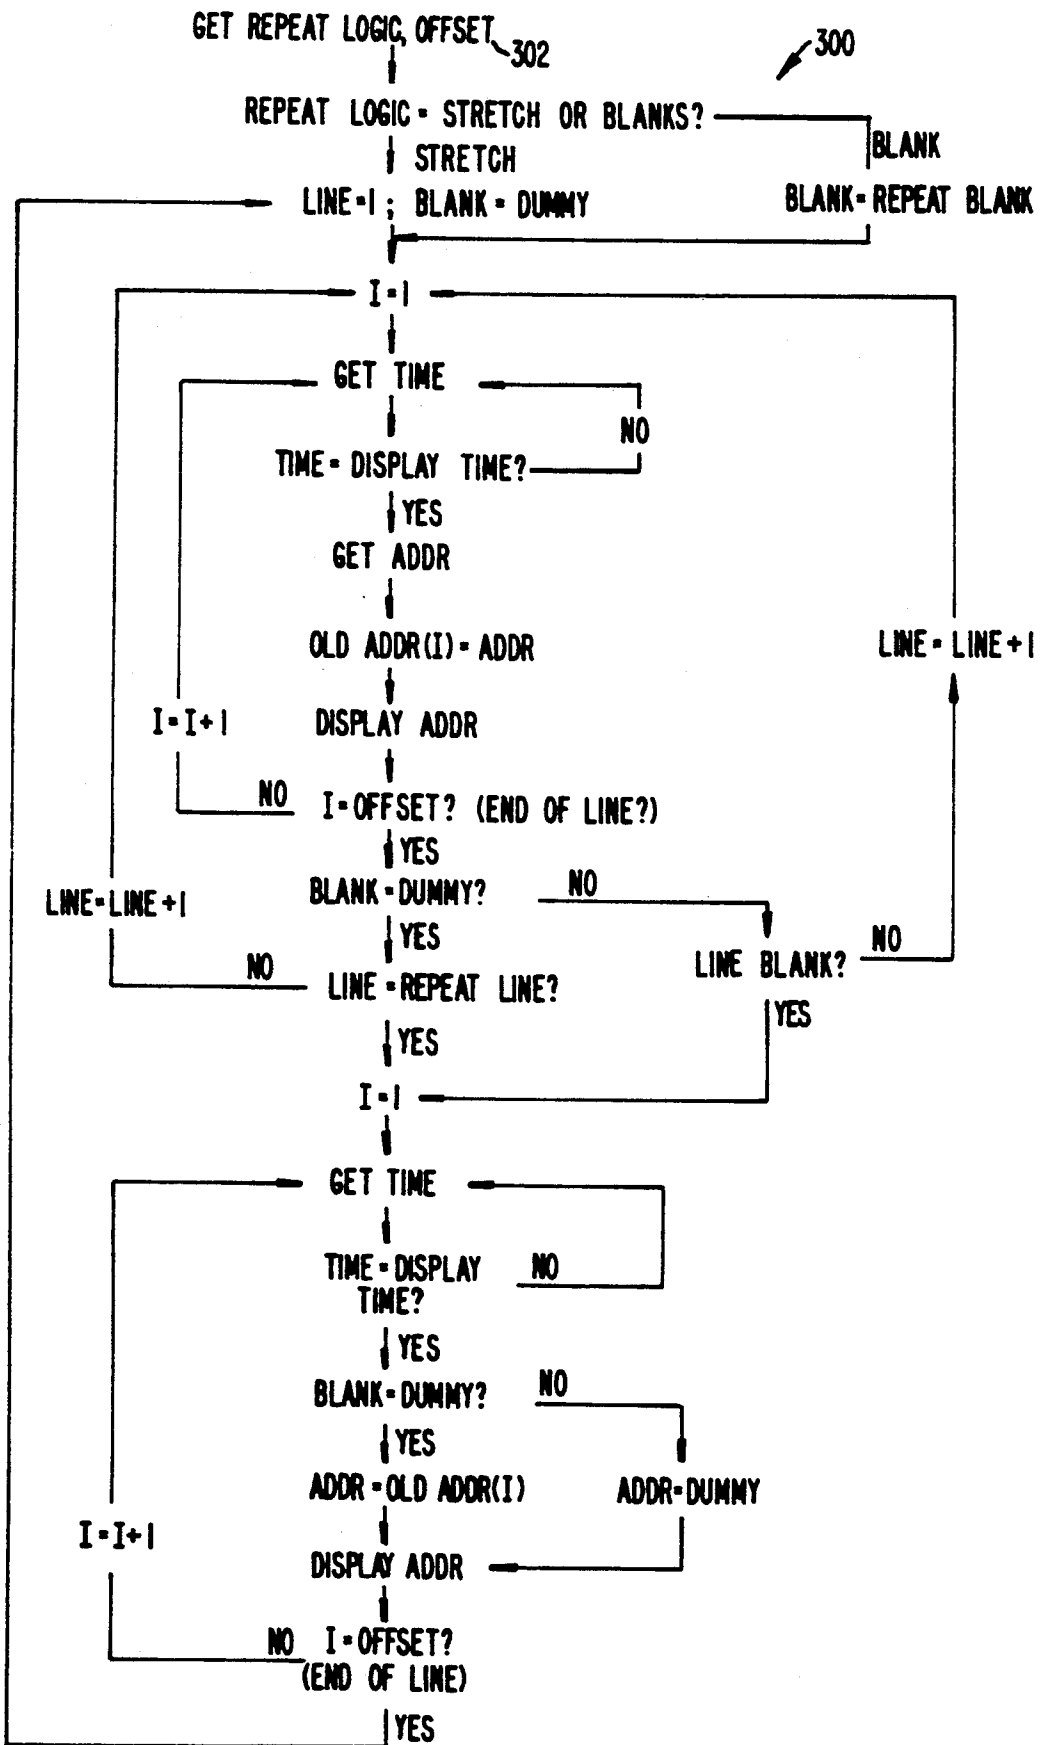 GET REPEAT LOGIC, OFFSET
302
300
REPEAT LOGIC = STRETCH OR BLANKS?
STRETCH
BLANK
LINE=1 ; BLANK = DUMMY
BLANK=REPEAT BLANK
I=1
GET TIME
NO
TIME = DISPLAY TIME?
YES
GET ADDR
OLD ADDR(I) = ADDR
LINE = LINE+1
I=I+1
DISPLAY ADDR
NO
I=OFFSET? (END OF LINE?)
YES
BLANK=DUMMY?
NO
LINE=LINE+1
YES
NO
LINE BLANK?
NO
LINE =REPEAT LINE?
YES
YES
I=1
GET TIME
TIME=DISPLAY
TIME?
NO
YES
BLANK=DUMMY?
NO
YES
ADDR=OLD ADDR(I)
ADDR=DUMMY
I=I+1
DISPLAY ADDR
NO
I=OFFSET?
(END OF LINE)
YES